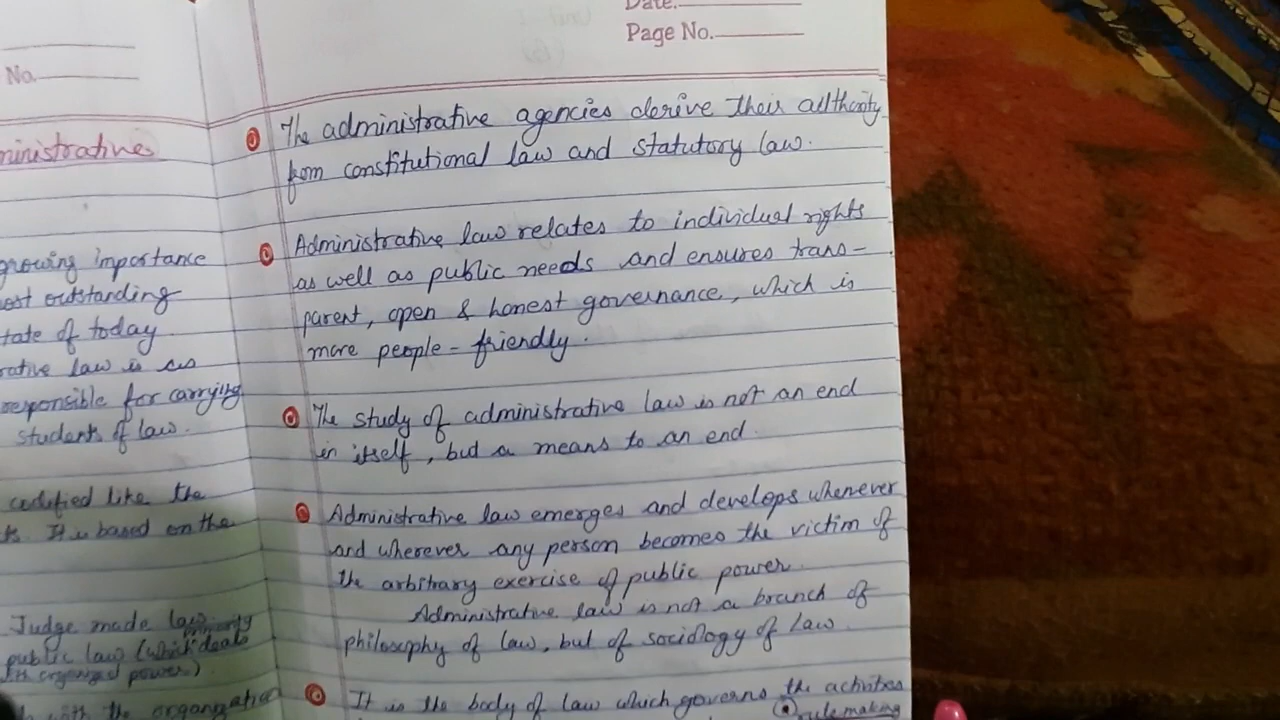 Date.
Page No.
No.
ministrative
growing importance
ost outstanding
tate of today
rative law is as
responsible for carrying
students of law.
codified like the
ts. It is based on the
Judge made law
public law (which deals
ith organized power).
with the organization
The administrative agencies derive their authority
from constitutional law and statutory law.
Administrative law relates to individual rights
as well as public needs and ensures trans-
parent, open & honest governance, which is
more people-friendly.
The study of administrative law is not an end
in itself, but a means to an end.
Administrative law emerges and develops whenever
and wherever any person becomes the victim of
the arbitrary exercise of public power.
Administrative law is not a branch of
philosophy of law, but of sociology of law.
It is the body of law which governs the activities
rule making